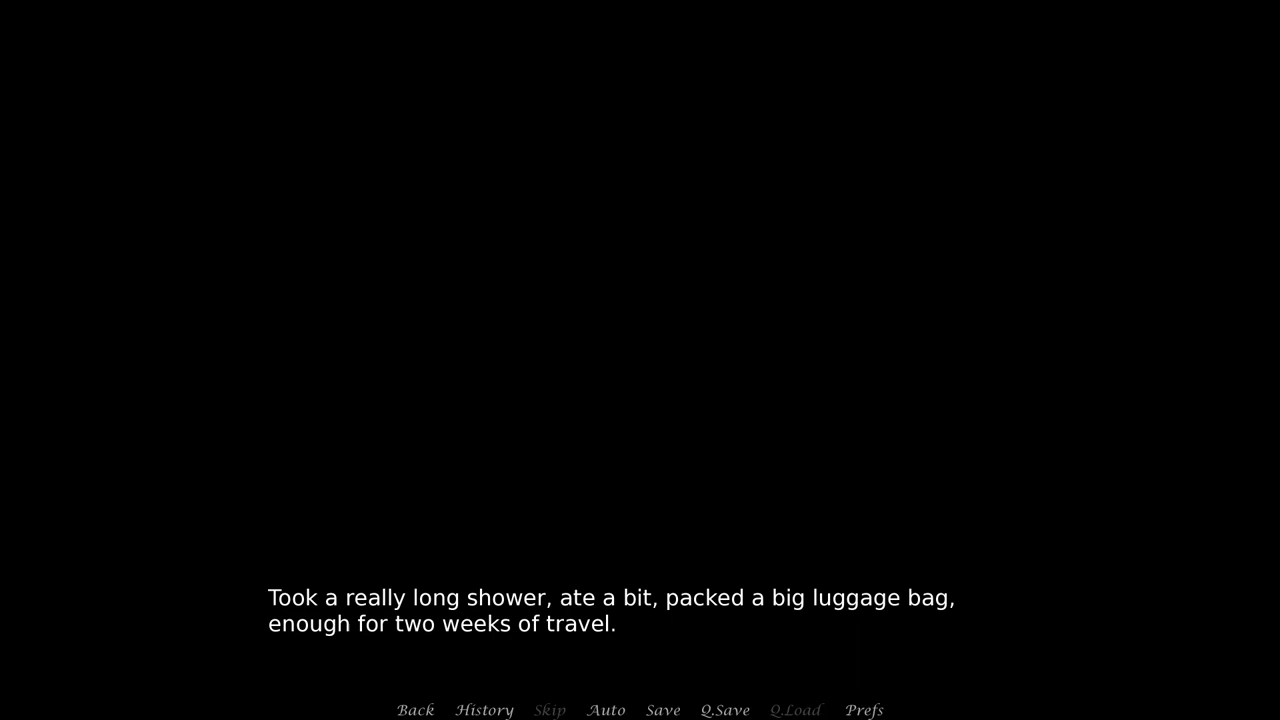 Took a really long shower, ate a bit, packed a big luggage bag,
enough for two weeks of travel.
Back History Skip Auto Save Q.Save Q.Load Prefs